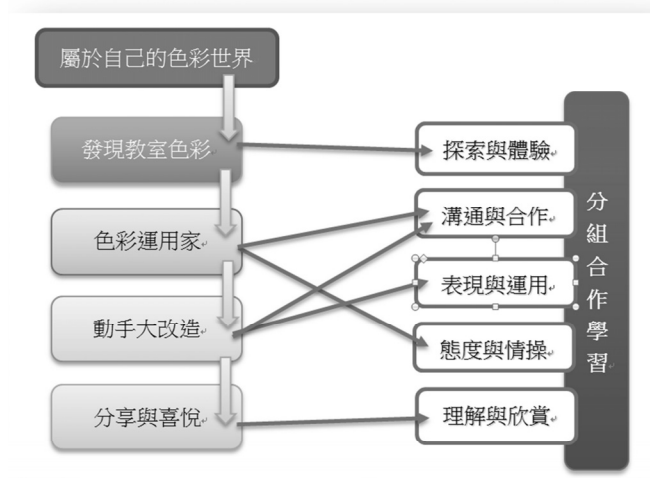 屬於自己的色彩世界
發現教室色彩
色彩運用家
動手大改造
分享與喜悅
探索與體驗
溝通與合作
表現與運用
態度與情操
理解與欣賞
分組合作學習